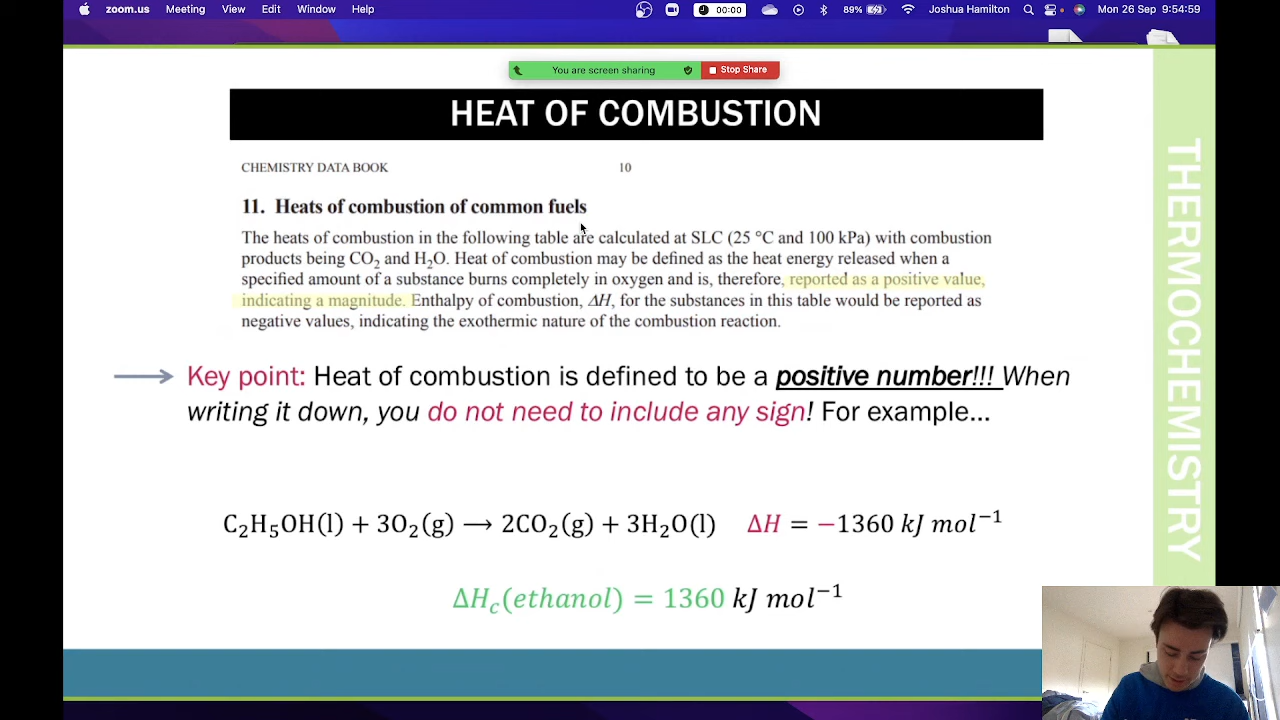 zoom.us Meeting View Edit Window Help 00:00 89% Joshua Hamilton Mon 26 Sep 9:54:59
You are screen sharing Stop Share
HEAT OF COMBUSTION
CHEMISTRY DATA BOOK 10
11. Heats of combustion of common fuels
The heats of combustion in the following table are calculated at SLC (25 °C and 100 kPa) with combustion
products being CO₂ and H₂O. Heat of combustion may be defined as the heat energy released when a
specified amount of a substance burns completely in oxygen and is, therefore, reported as a positive value,
indicating a magnitude. Enthalpy of combustion, ΔH, for the substances in this table would be reported as
negative values, indicating the exothermic nature of the combustion reaction.
Key point: Heat of combustion is defined to be a positive number!!! When
writing it down, you do not need to include any sign! For example…
C₂H₅OH(l) + 3O₂(g) ⟶ 2CO₂(g) + 3H₂O(l) ΔH = −1360 kJ mol⁻¹
ΔH_c(ethanol) = 1360 kJ mol⁻¹
THERMOCHEMISTRY